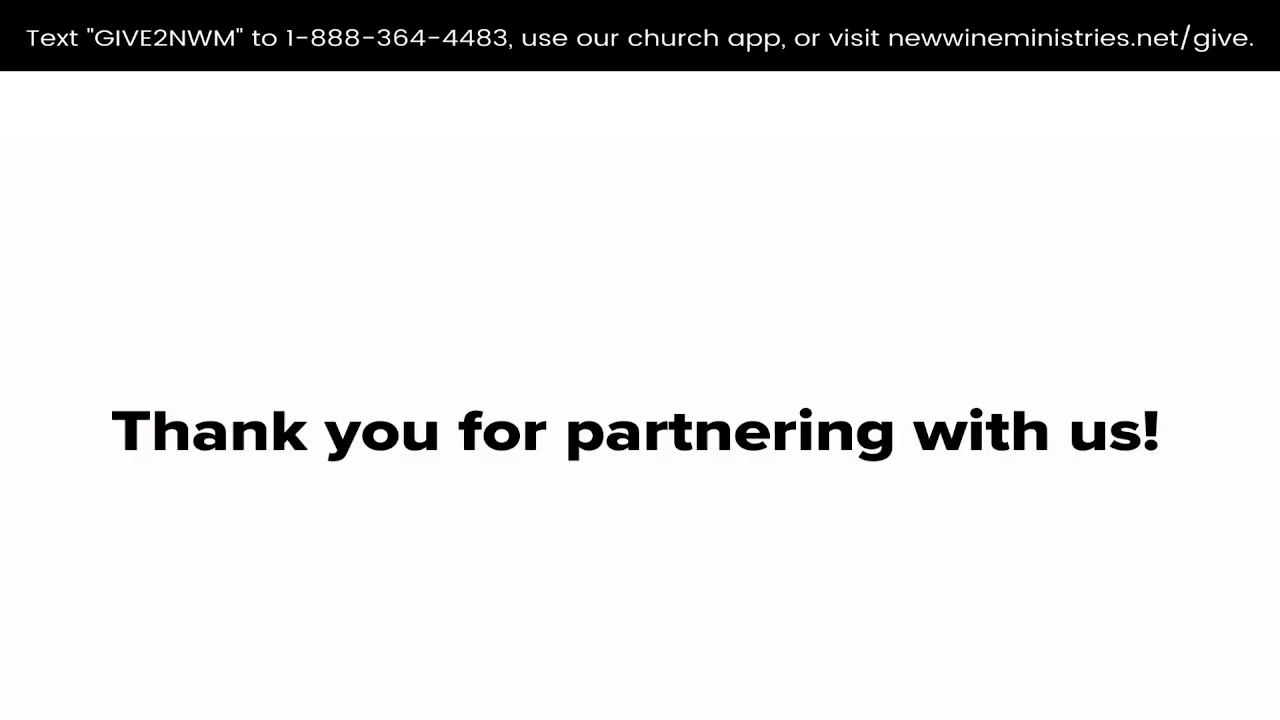 Text "GIVE2NWM" to 1-888-364-4483, use our church app, or visit newwineministries.net/give.
Thank you for partnering with us!